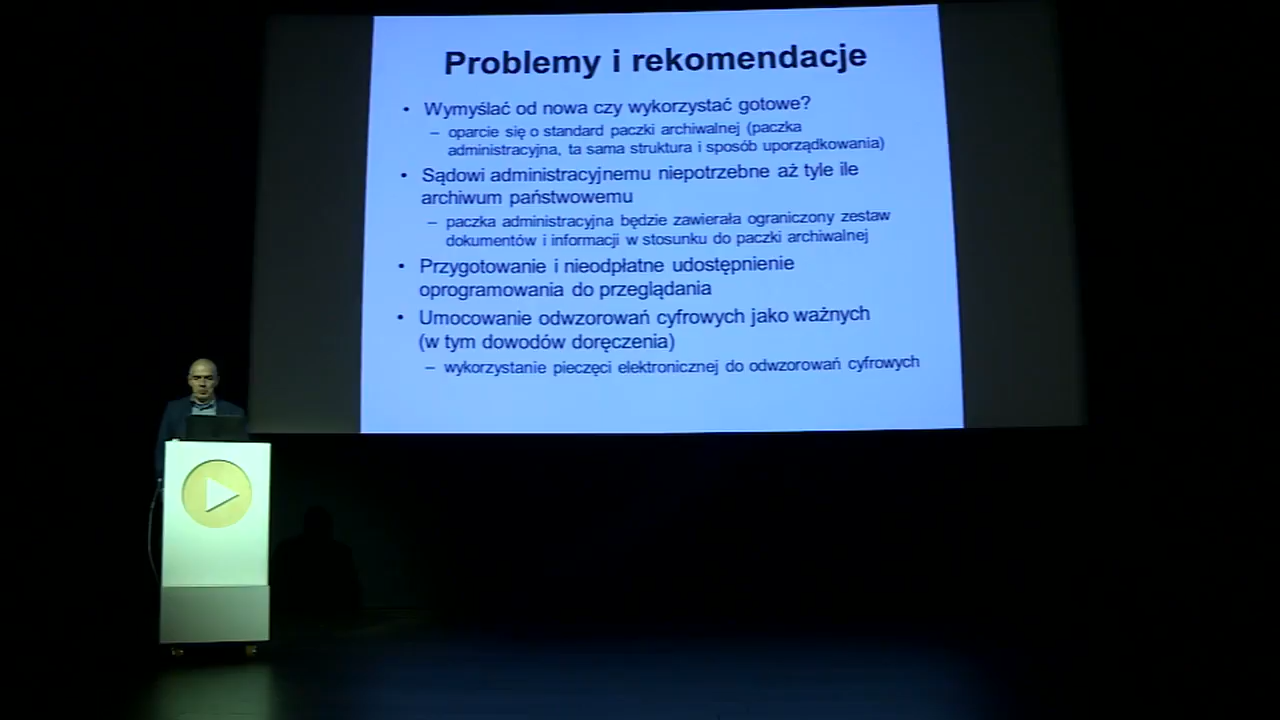 Problemy i rekomendacje
• Wymyślać od nowa czy wykorzystać gotowe?
– oparcie się o standard paczki archiwalnej (paczka
administracyjna, ta sama struktura i sposób uporządkowania)
• Sądowi administracyjnemu niepotrzebne aż tyle ile
archiwum państwowemu
– paczka administracyjna będzie zawierała ograniczony zestaw
dokumentów i informacji w stosunku do paczki archiwalnej
• Przygotowanie i nieodpłatne udostępnienie
oprogramowania do przeglądania
• Umocowanie odwzorowań cyfrowych jako ważnych
(w tym dowodów doręczenia)
– wykorzystanie pieczęci elektronicznej do odwzorowań cyfrowych